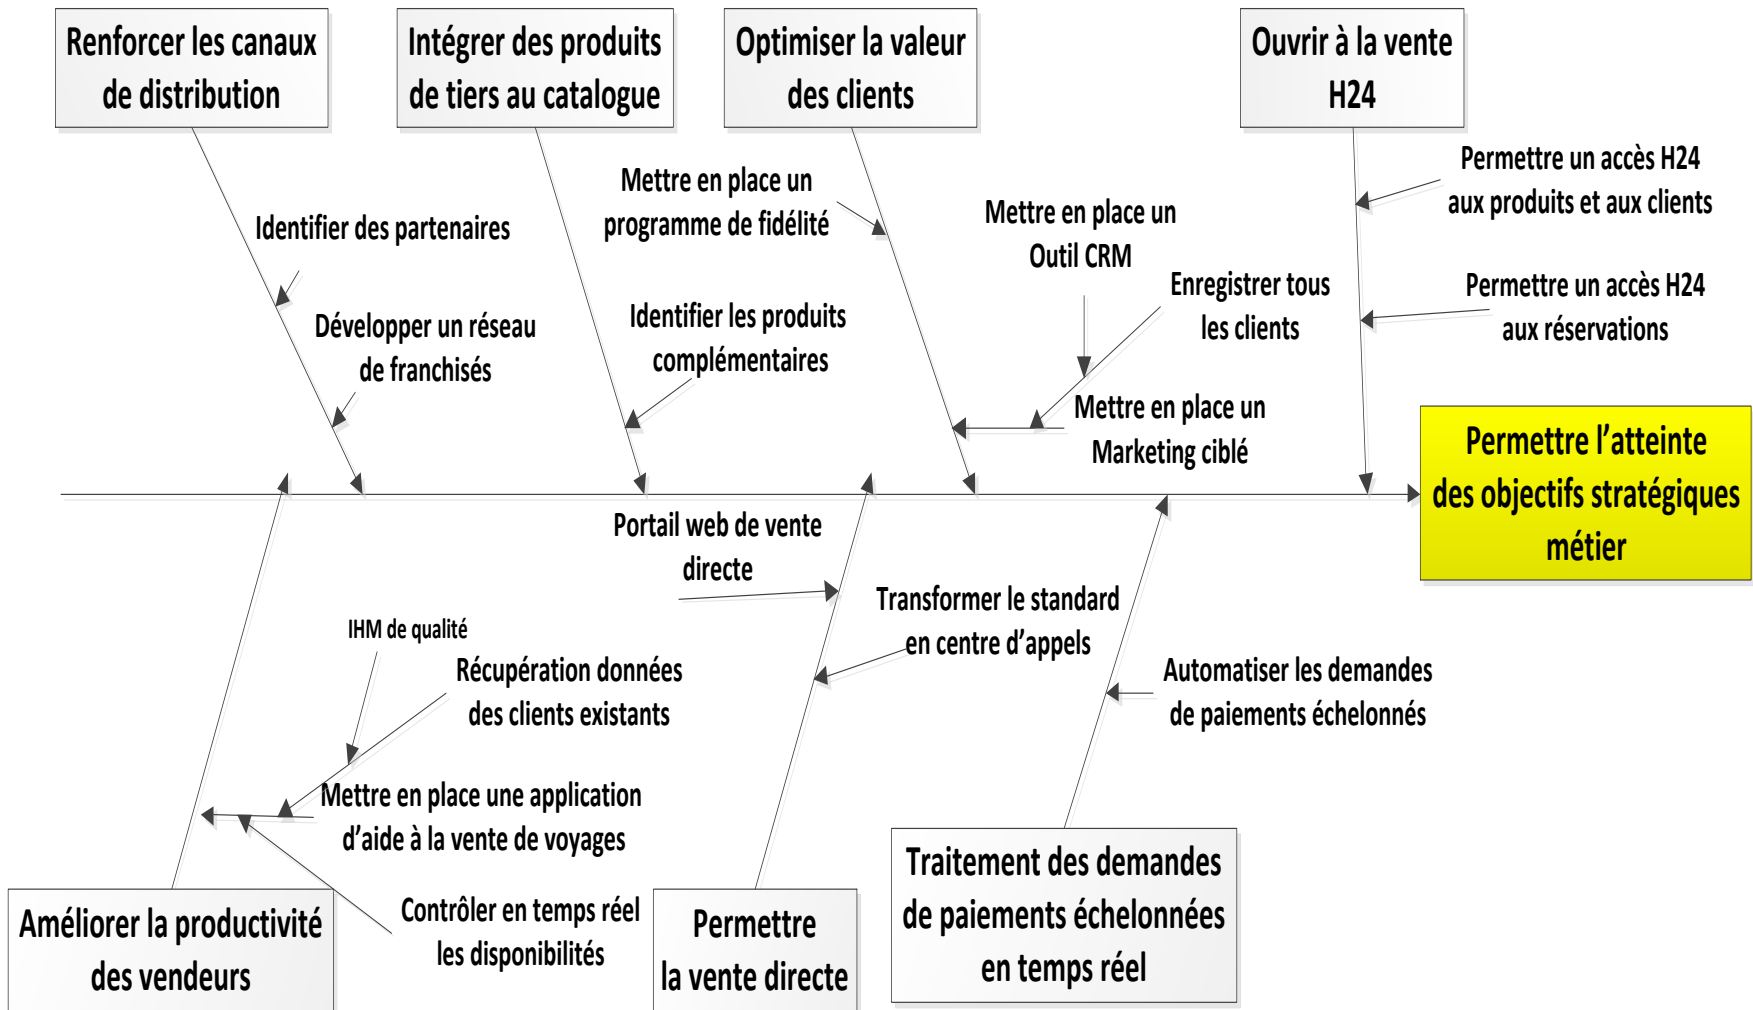 Renforcer les canaux
de distribution
Intégrer des produits
de tiers au catalogue
Optimiser la valeur
des clients
Ouvrir à la vente
H24
Identifier des partenaires
Développer un réseau
de franchisés
Mettre en place un
programme de fidélité
Identifier les produits
complémentaires
Mettre en place un
Outil CRM
Enregistrer tous
les clients
Mettre en place un
Marketing ciblé
Permettre un accès H24
aux produits et aux clients
Permettre un accès H24
aux réservations
Permettre l’atteinte
des objectifs stratégiques
métier
Portail web de vente
directe
Transformer le standard
en centre d’appels
IHM de qualité
Récupération données
des clients existants
Mettre en place une application
d’aide à la vente de voyages
Contrôler en temps réel
les disponibilités
Automatiser les demandes
de paiements échelonnés
Améliorer la productivité
des vendeurs
Permettre
la vente directe
Traitement des demandes
de paiements échelonnées
en temps réel